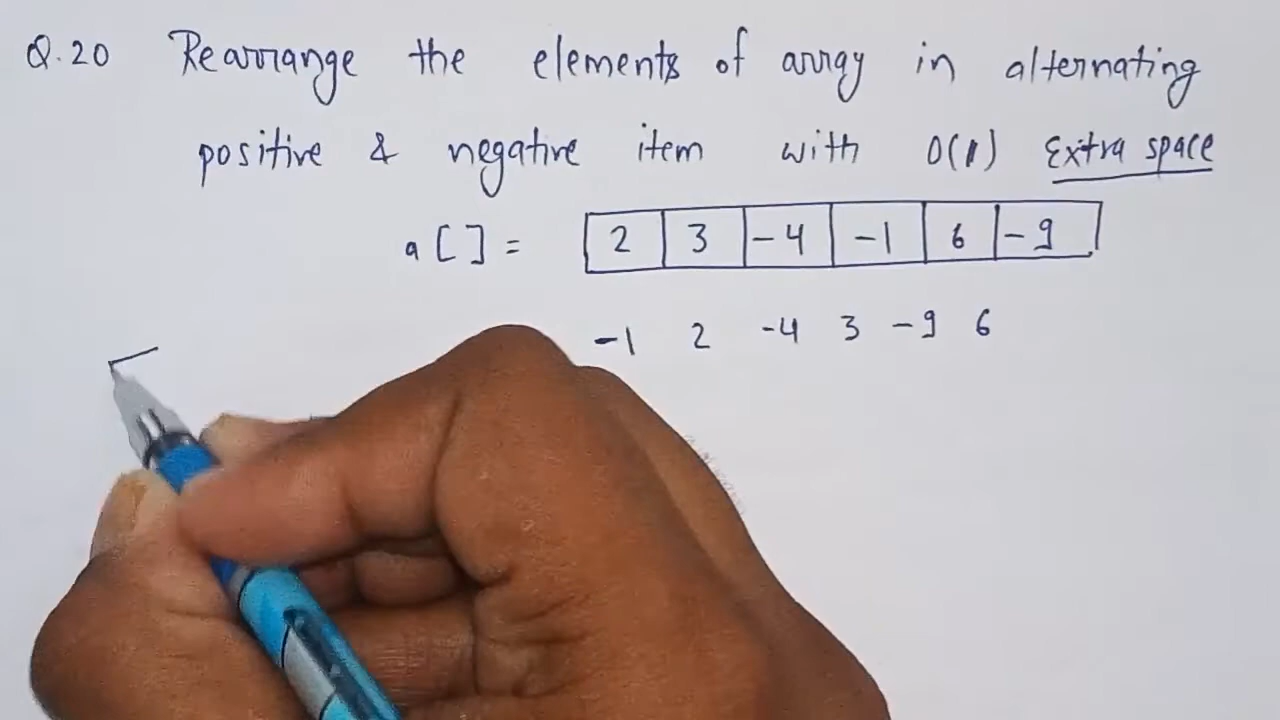 Q.20 Rearrange the elements of array in alternating
positive & negative item with O(1) Extra space
a[] = 2 3 -4 -1 6 -9
-1 2 -4 3 -9 6